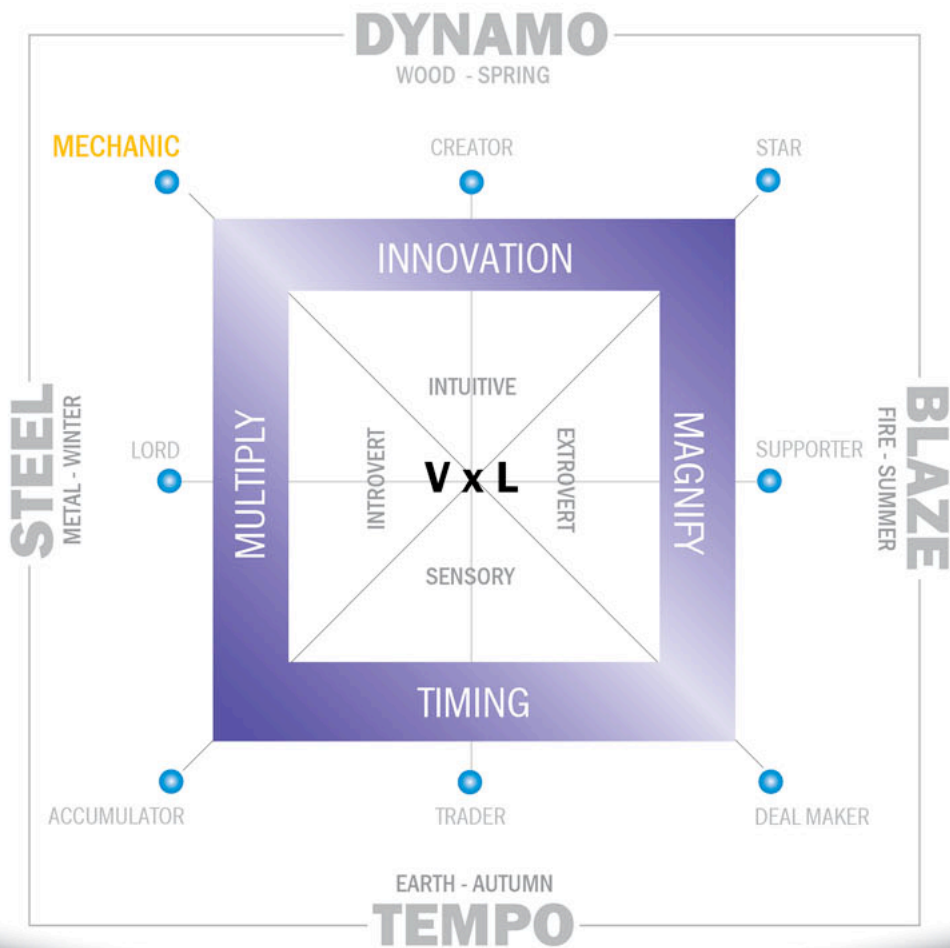 DYNAMO
WOOD - SPRING
MECHANIC
CREATOR
STAR
INNOVATION
INTUITIVE
STEEL
METAL - WINTER
LORD
MULTIPLY
INTROVERT
V x L
EXTROVERT
MAGNIFY
SUPPORTER
FIRE - SUMMER
BLAZE
SENSORY
TIMING
ACCUMULATOR
TRADER
DEAL MAKER
EARTH - AUTUMN
TEMPO